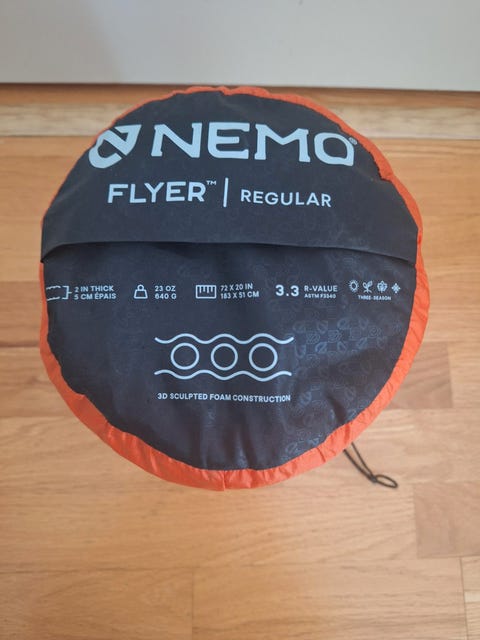 NEMO®
FLYER™ | REGULAR
2 IN THICK
5 CM ÉPAIS
23 OZ
640 G
72 X 20 IN
183 X 51 CM
3.3 R-VALUE
ASTM F3340
THREE-SEASON
3D SCULPTED FOAM CONSTRUCTION